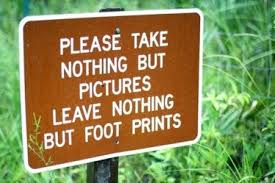 PLEASE TAKE
NOTHING BUT
PICTURES
LEAVE NOTHING
BUT FOOT PRINTS